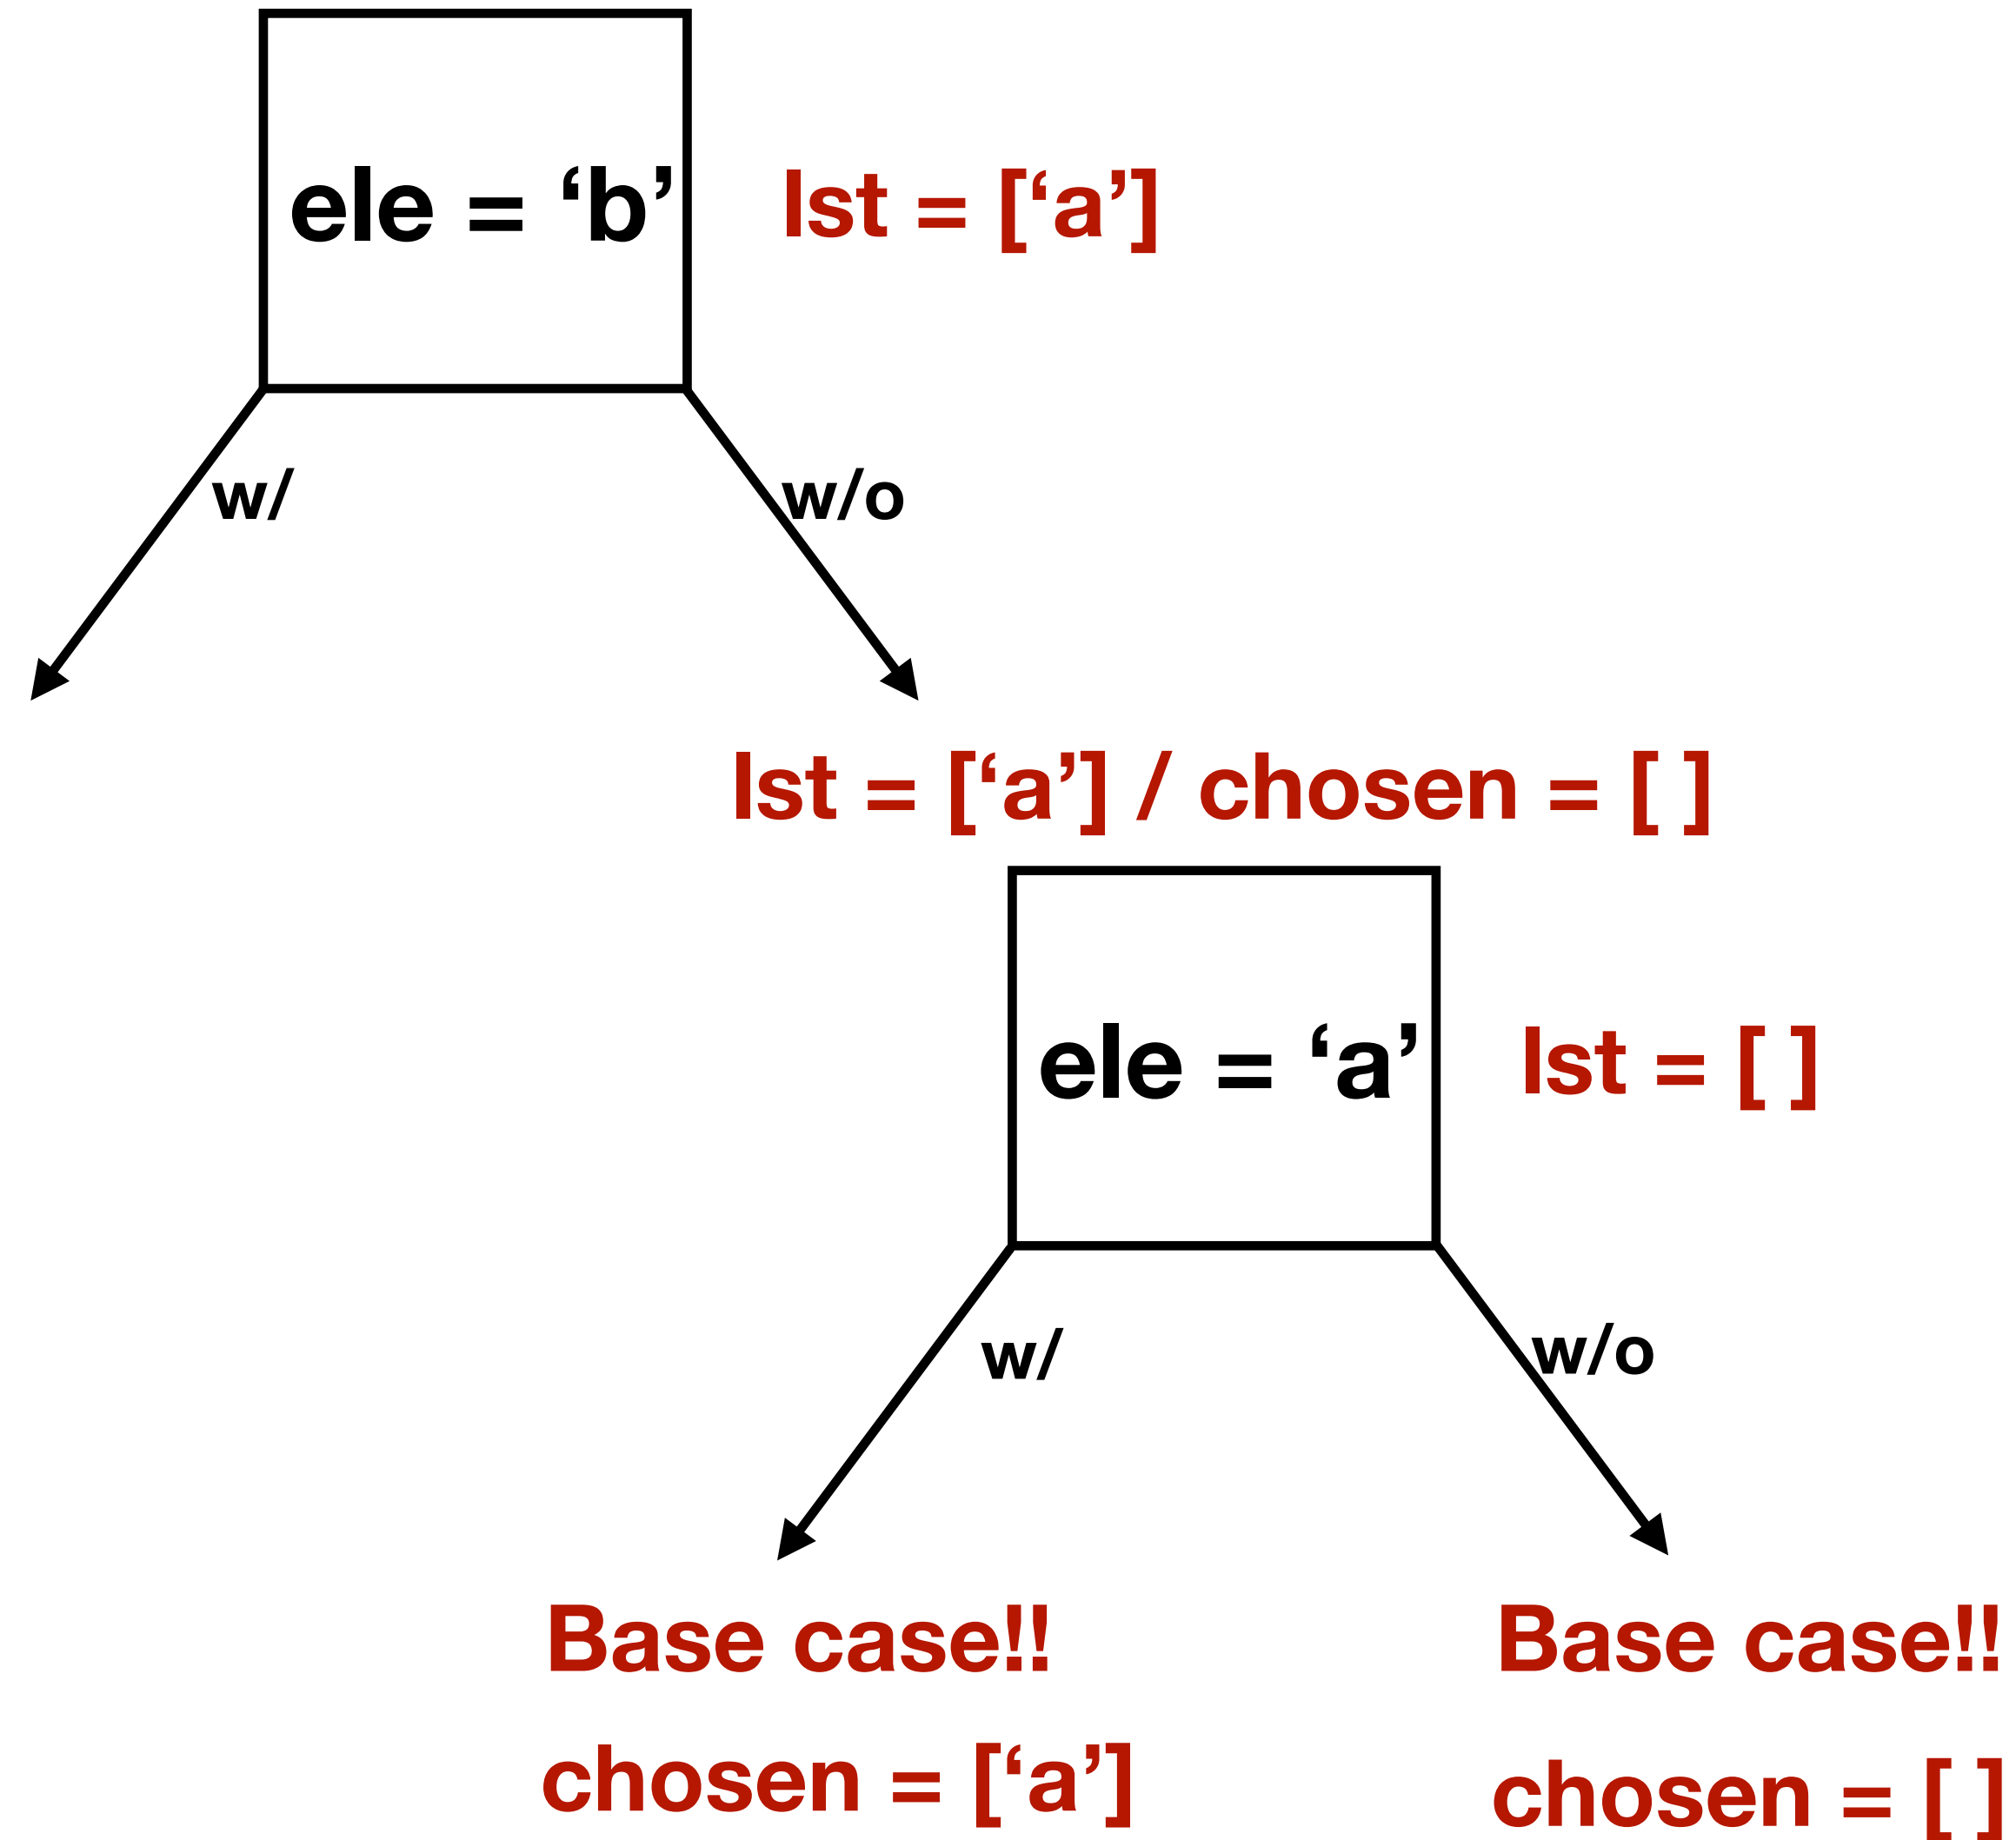 ele = ‘b’ lst = [‘a’]
w/ w/o
lst = [‘a’] / chosen = [ ]
ele = ‘a’ lst = [ ]
w/ w/o
Base case!! Base case!!
chosen = [‘a’] chosen = [ ]